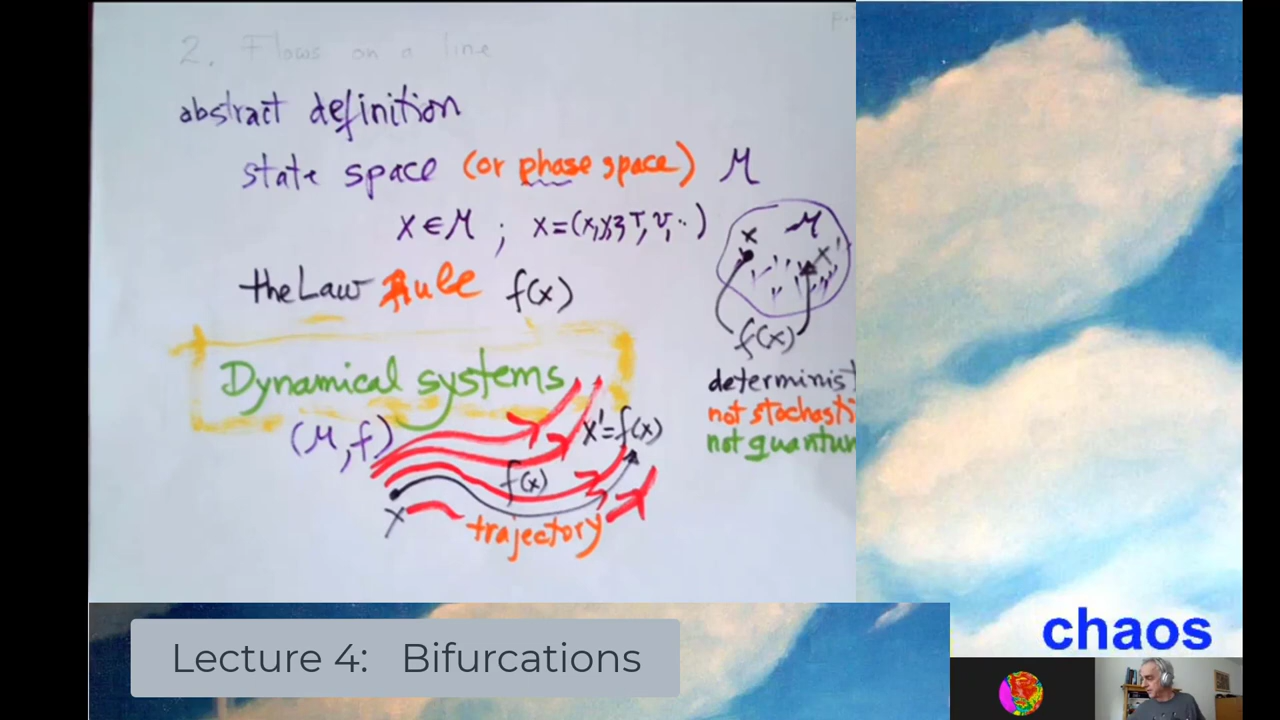 2. Flows on a line
abstract definition
state space (or phase space) M
x ∈ M ; x=(x,y,z, T, v, ··)
M
x
x'
the Law Rule f(x)
f(x)
Dynamical systems
determinist
not stochasti
not quantum
(M, f)
x'=f(x)
f(x)
x
trajectory
chaos
Lecture 4: Bifurcations